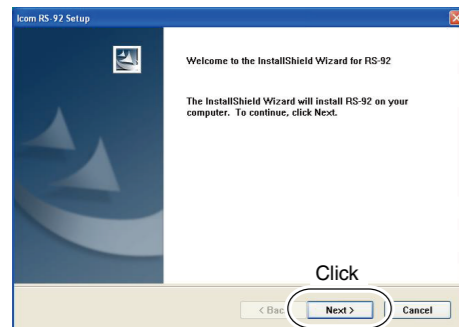 Icom RS-92 Setup
Welcome to the InstallShield Wizard for RS-92
The InstallShield Wizard will install RS-92 on your
computer. To continue, click Next.
Click
< Bac
Next >
Cancel